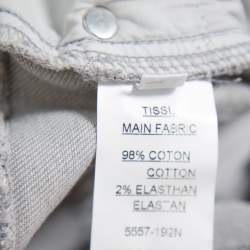 TISSU
MAIN FABRIC
98% COTON
COTTON
2% ELASTHAN
ELASTAN
5557-192N